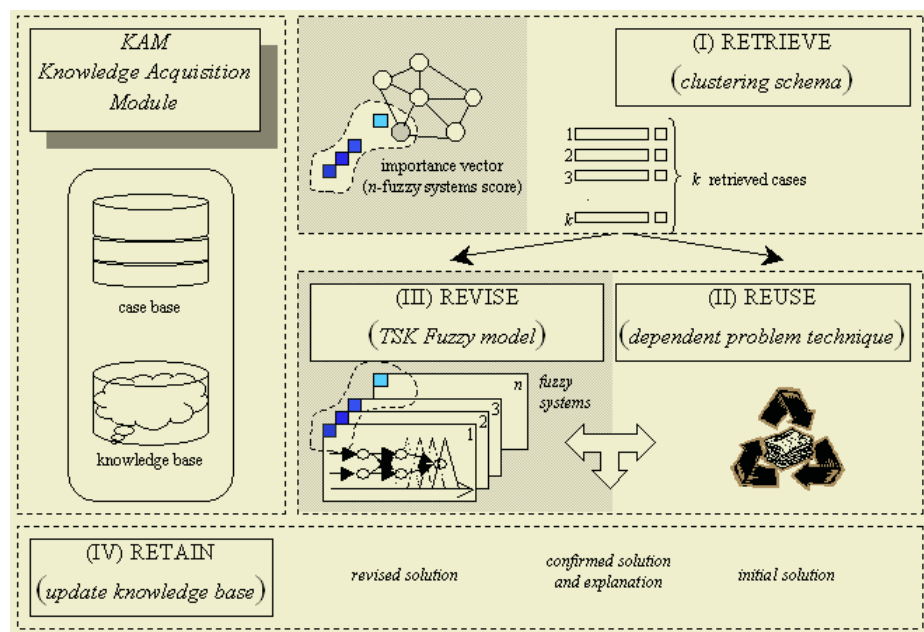 KAM
Knowledge Acquisition
Module
case base
knowledge base
(I) RETRIEVE
(clustering schema)
importance vector
(n-fuzzy systems score)
1
2
3
k
k retrieved cases
(III) REVISE
(TSK Fuzzy model)
n
3
2
1
fuzzy
systems
(II) REUSE
(dependent problem technique)
(IV) RETAIN
(update knowledge base)
revised solution
confirmed solution
and explanation
initial solution